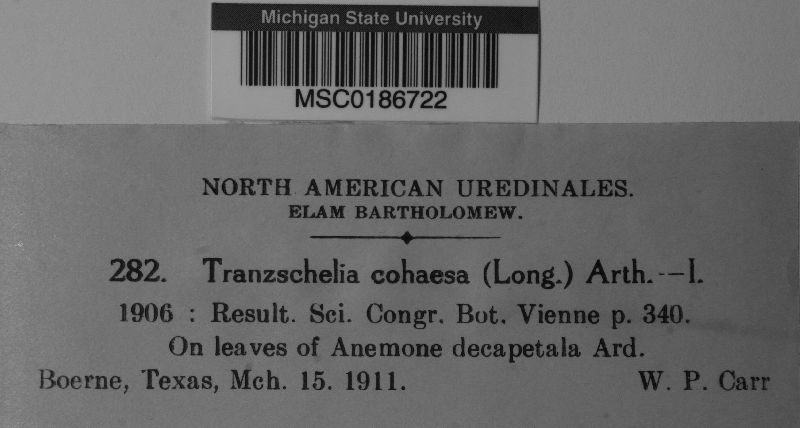 Michigan State University
MSC0186722
NORTH AMERICAN UREDINALES.
ELAM BARTHOLOMEW.
282. Tranzschelia cohaesa (Long.) Arth.--I.
1906 : Result. Sci. Congr. Bot. Vienne p. 340.
On leaves of Anemone decapetala Ard.
Boerne, Texas, Mch. 15. 1911. W. P. Carr